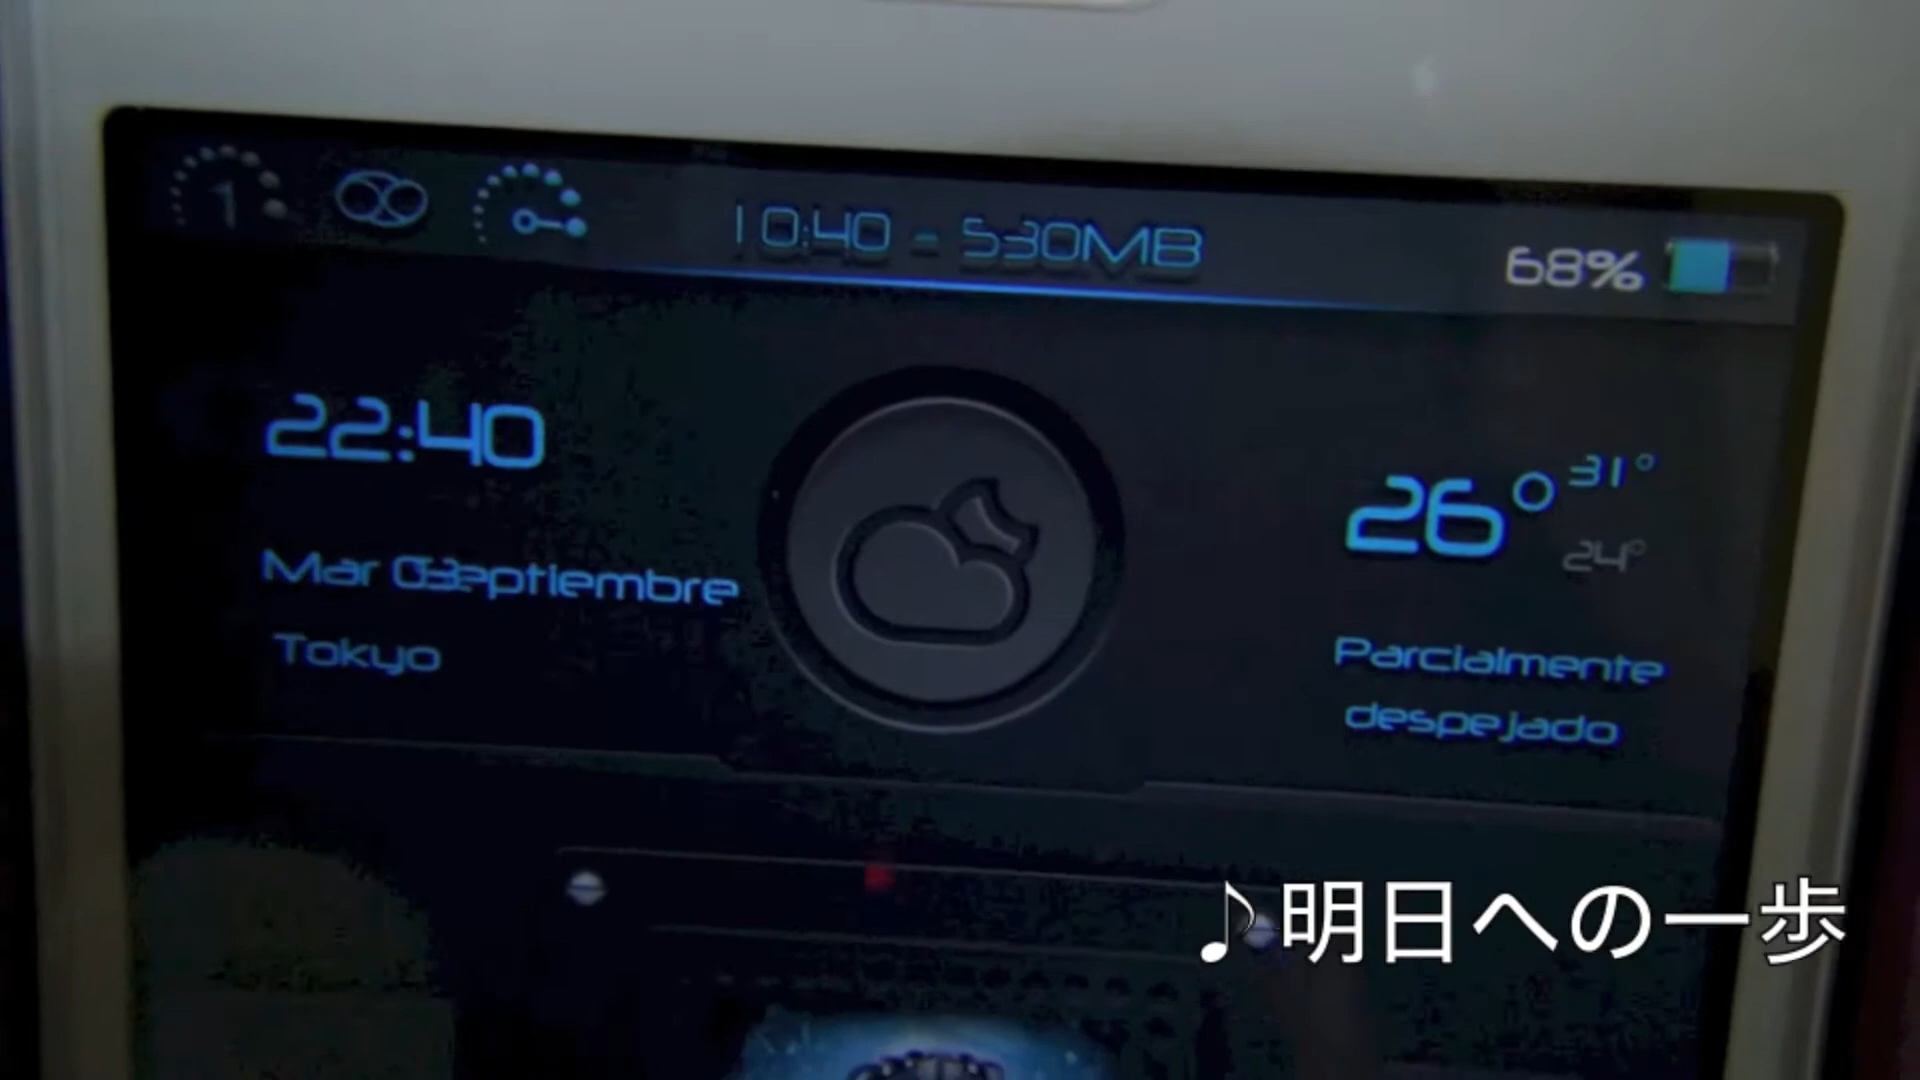 10:40 - 530MB
68%
22:40
26° 31°
24°
Mar 03 Septiembre
Tokyo
Parcialmente
despejado
♪明日への一歩